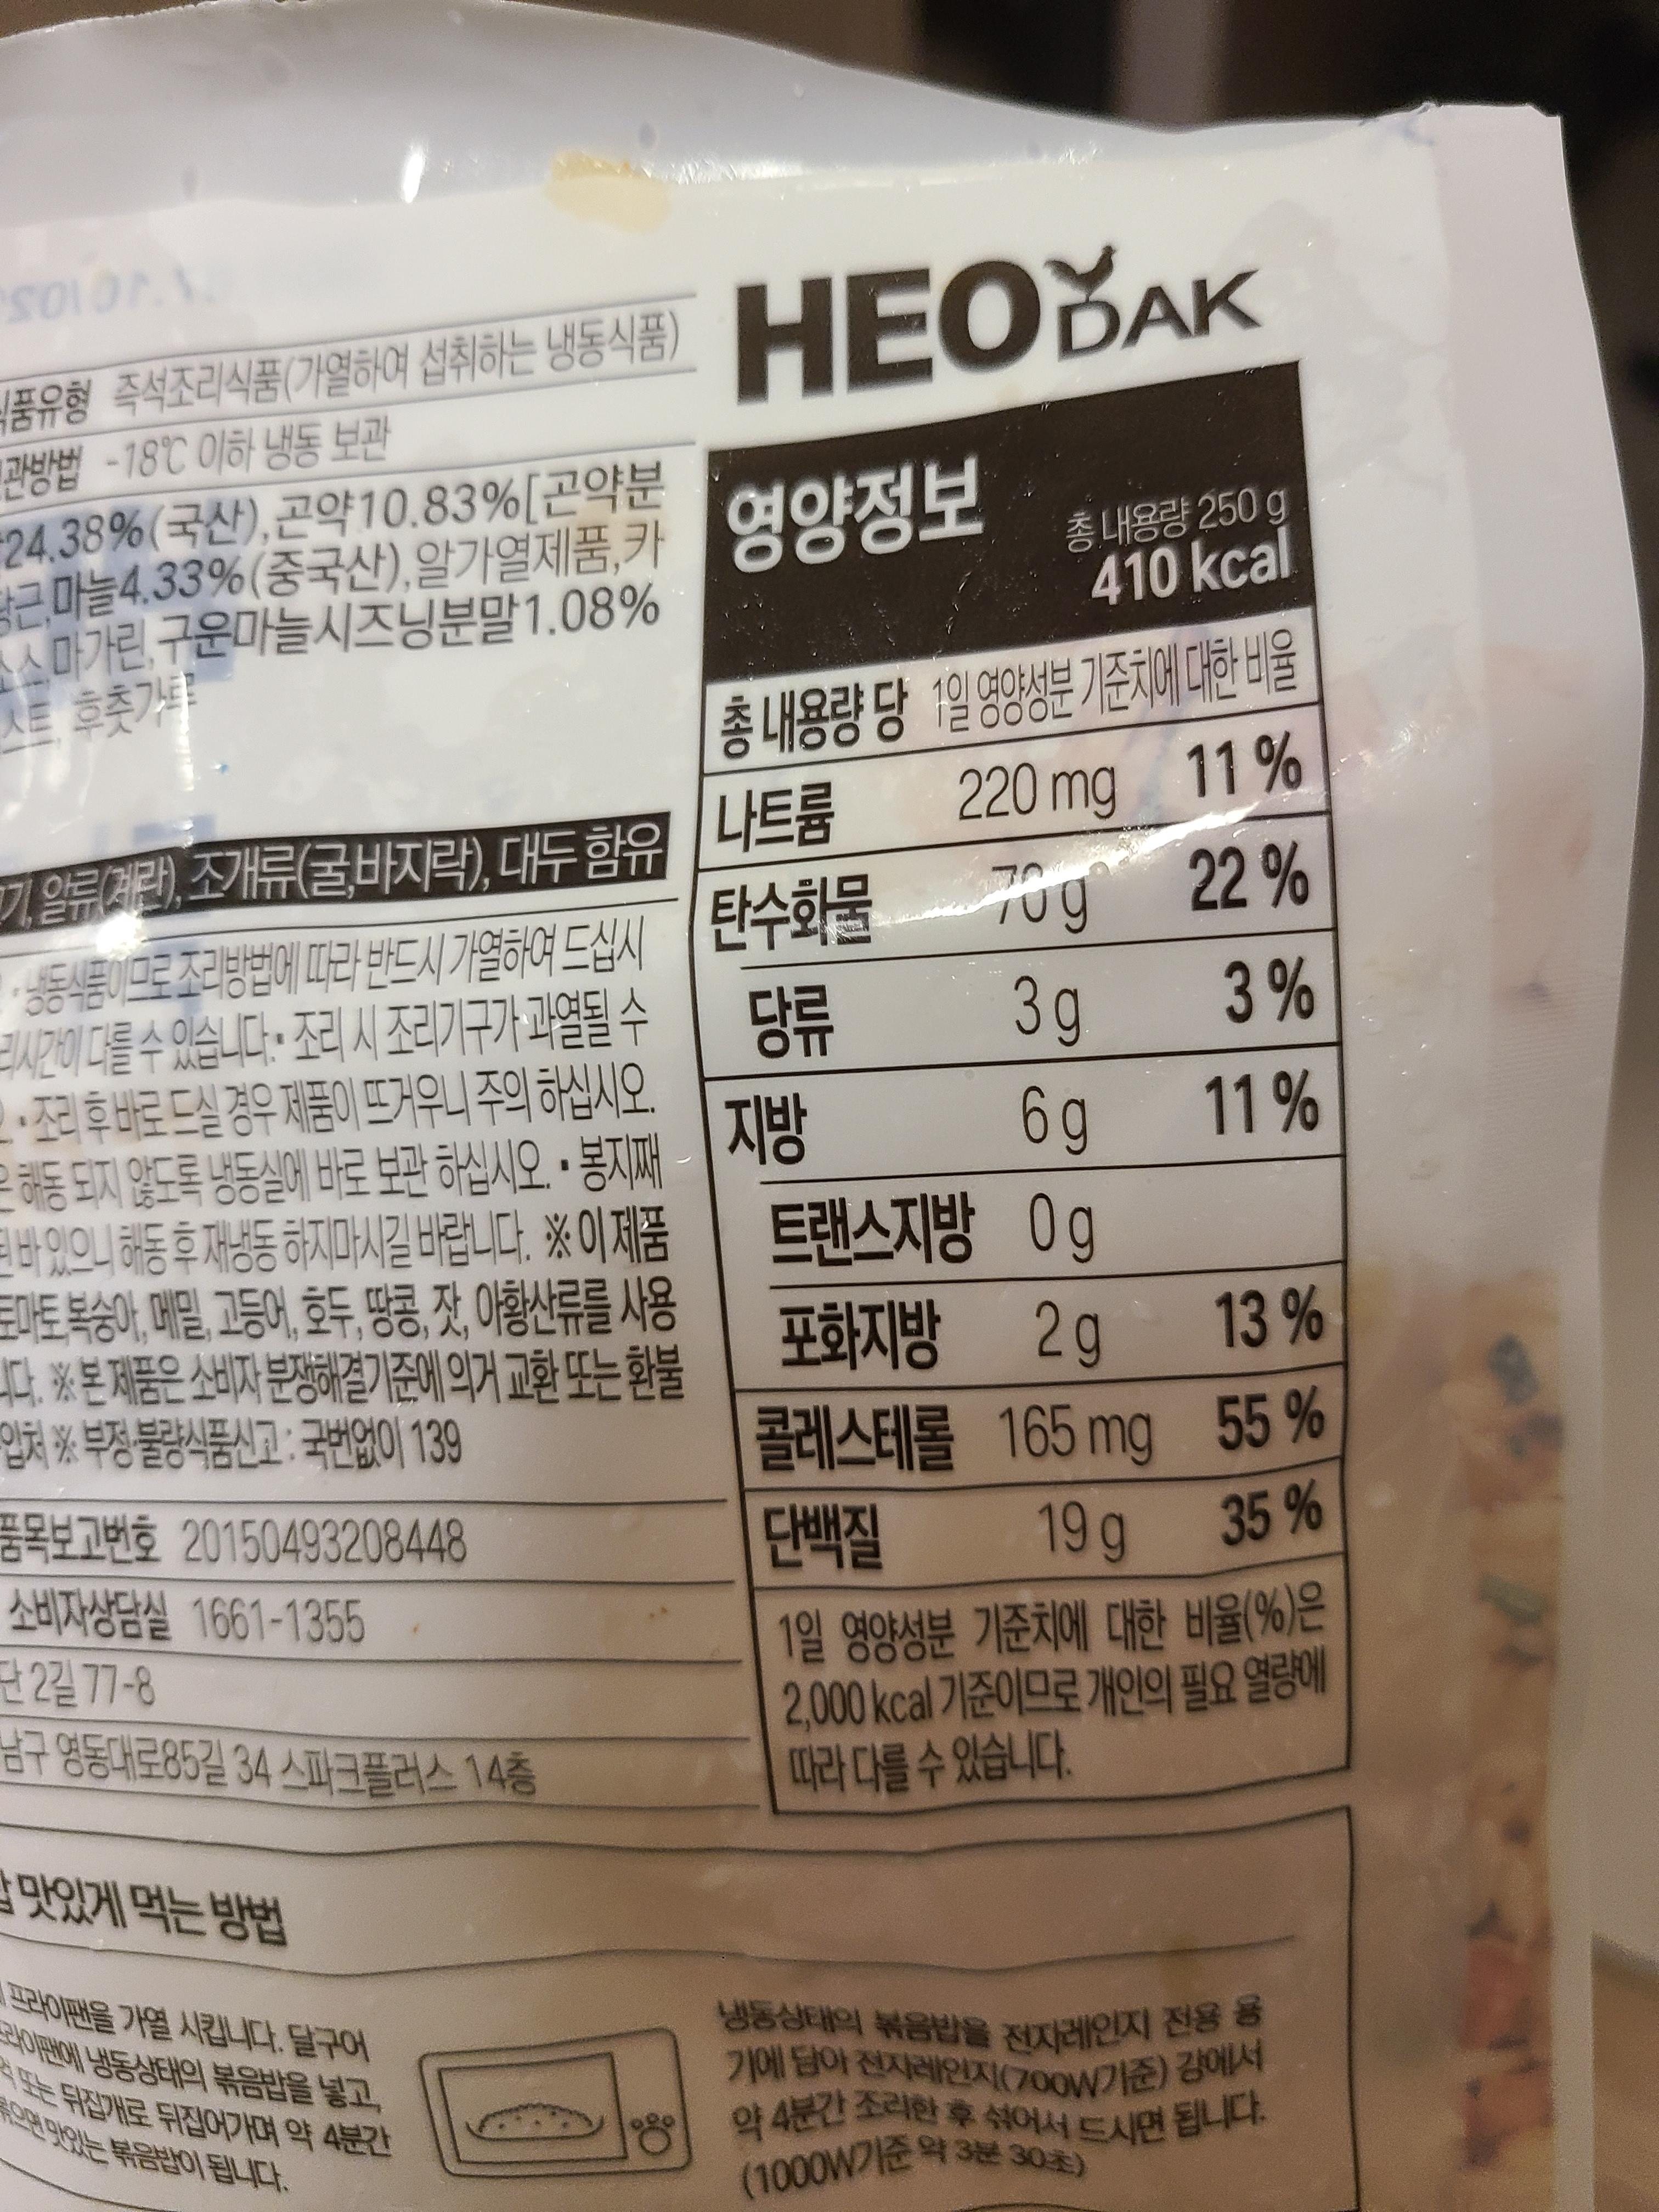 HEODAK
식품유형 즉석조리식품(가열하여 섭취하는 냉동식품)
관방법 -18℃ 이하 냉동 보관
24.38%(국산),곤약10.83%[곤약분
당근,마늘4.33%(중국산),알가열제품,카
소스,마가린,구운마늘시즈닝분말1.08%
스트, 후춧가루
기, 알류(계란), 조개류(굴,바지락), 대두 함유
• 냉동식품이므로 조리방법에 따라 반드시 가열하여 드십시
리시간이 다를 수 있습니다. • 조리 시 조리기구가 과열될 수
• 조리 후 바로 드실 경우 제품이 뜨거우니 주의 하십시오.
은 해동 되지 않도록 냉동실에 바로 보관 하십시오. • 봉지째
된 바 있으니 해동 후 재냉동 하지마시길 바랍니다. ※ 이 제품
토마토,복숭아, 메밀, 고등어, 호두, 땅콩, 잣, 아황산류를 사용
니다. ※ 본 제품은 소비자 분쟁해결기준에 의거 교환 또는 환불
입처 ※ 부정·불량식품신고 : 국번없이 139
품목보고번호 20150493208448
소비자상담실 1661-1355
단 2길 77-8
남구 영동대로85길 34 스파크플러스 14층
영양정보
총 내용량 250 g
410 kcal
총 내용량 당 1일 영양성분 기준치에 대한 비율
나트륨 220 mg 11 %
탄수화물 70 g 22 %
당류 3 g 3 %
지방 6 g 11 %
트랜스지방 0 g
포화지방 2 g 13 %
콜레스테롤 165 mg 55 %
단백질 19 g 35 %
1일 영양성분 기준치에 대한 비율(%)은
2,000 kcal 기준이므로 개인의 필요 열량에
따라 다를 수 있습니다.
맛있게 먹는 방법
프라이팬을 가열 시킵니다. 달구어
프라이팬에 냉동상태의 볶음밥을 넣고,
또는 뒤집개로 뒤집어가며 약 4분간
볶으면 맛있는 볶음밥이 됩니다.
냉동상태의 볶음밥을 전자레인지 전용 용
기에 담아 전자레인지(700W기준) 강에서
약 4분간 조리한 후 섞어서 드시면 됩니다.
(1000W기준 약 3분 30초)